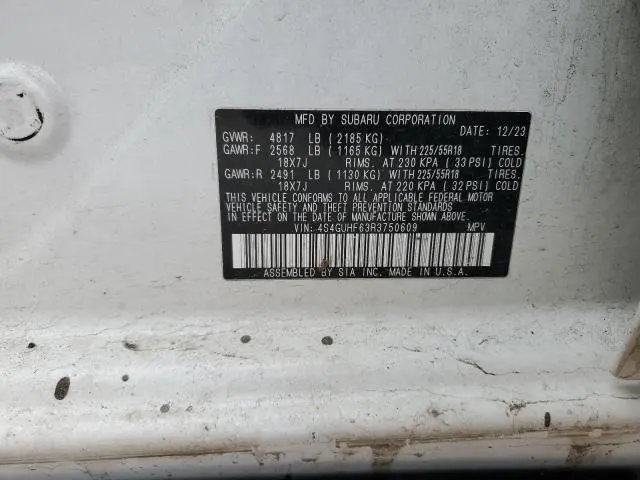 MFD BY SUBARU CORPORATION
GVWR: 4817 LB (2185 KG) DATE: 12/23
GAWR:F 2568 LB (1165 KG) WITH 225/55R18 TIRES.
18X7J RIMS. AT 230 KPA (33 PSI) COLD
GAWR:R 2491 LB (1130 KG) WITH 225/55R18 TIRES.
18X7J RIMS. AT 220 KPA (32 PSI) COLD
THIS VEHICLE CONFORMS TO ALL APPLICABLE FEDERAL MOTOR
VEHICLE SAFETY AND THEFT PREVENTION STANDARDS
IN EFFECT ON THE DATE OF MANUFACTURE SHOWN ABOVE.
VIN: 4S4GUHF63R3750609 MPV
ASSEMBLED BY SIA INC. MADE IN U.S.A.